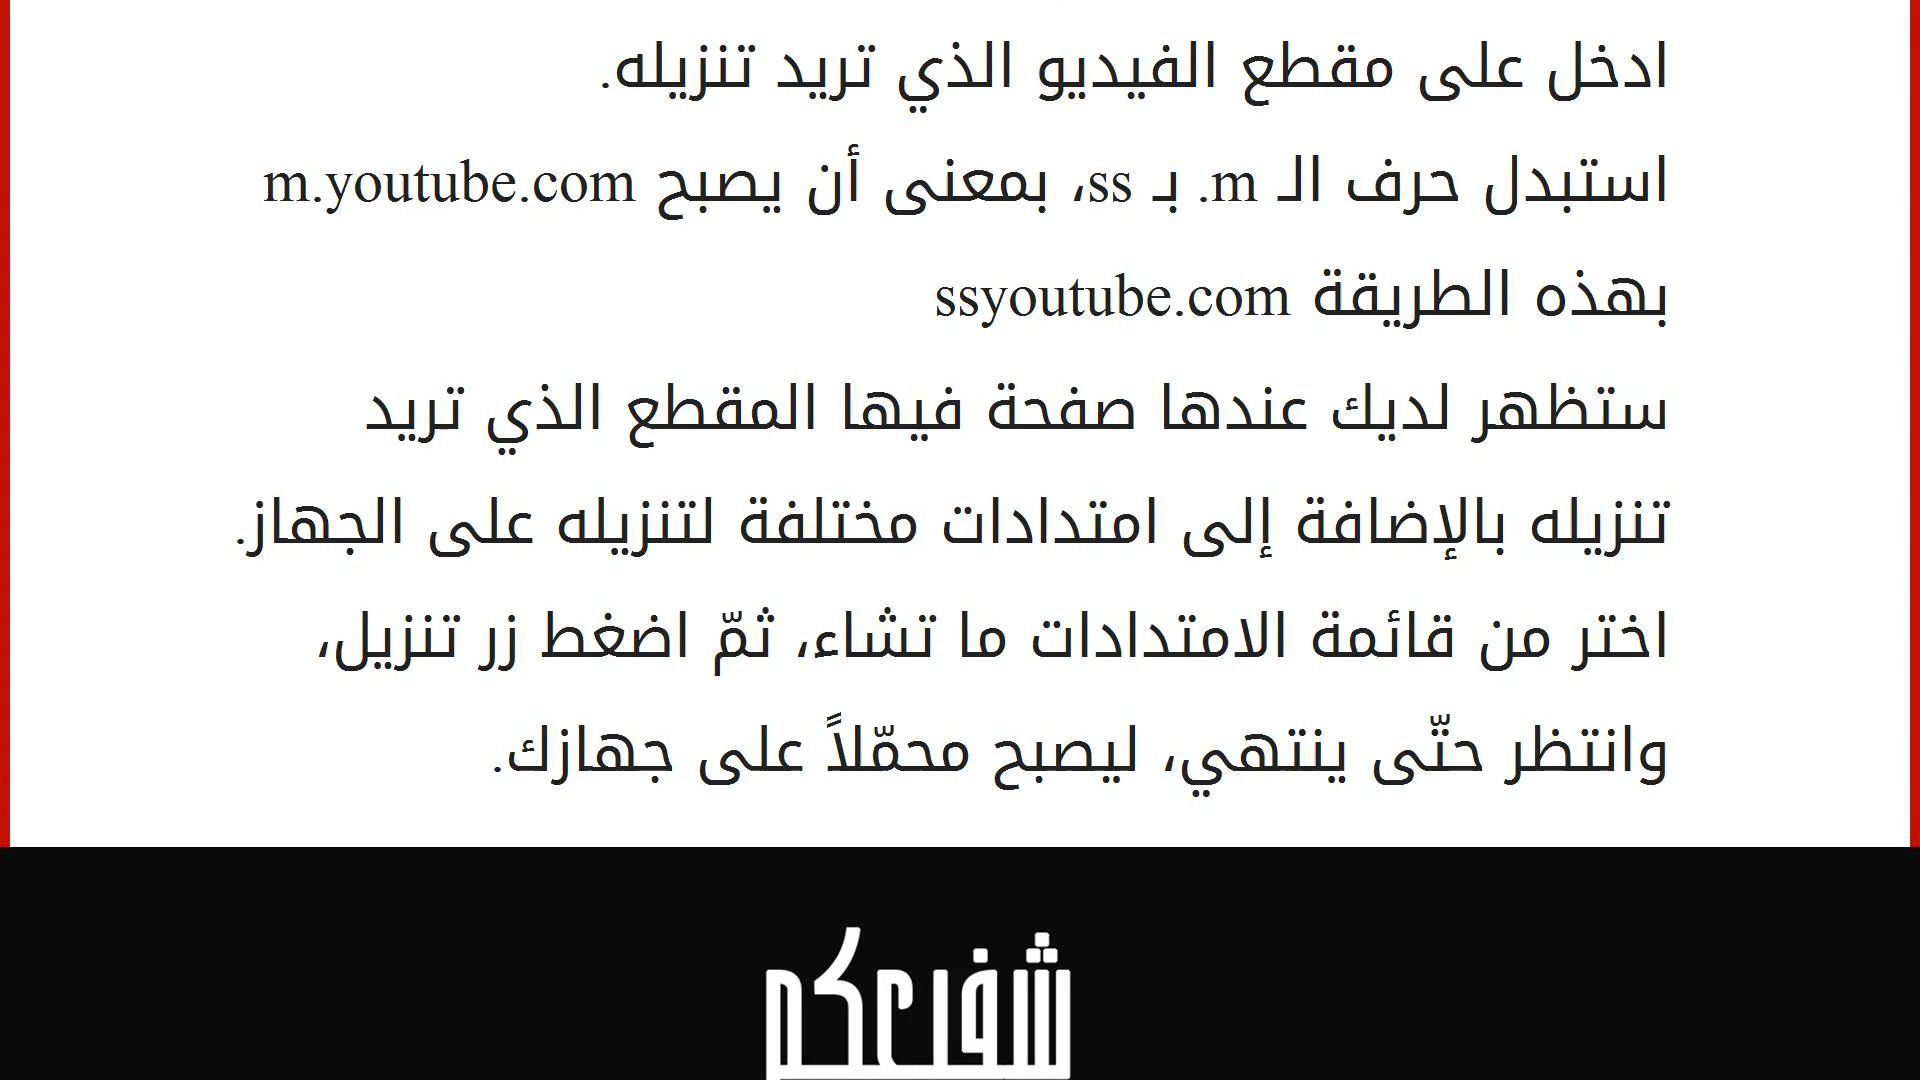 ادخل على مقطع الفيديو الذي تريد تنزيله.
استبدل حرف الـ m. بـ ss، بمعنى أن يصبح m.youtube.com
بهذه الطريقة ssyoutube.com
ستظهر لديك عندها صفحة فيها المقطع الذي تريد
تنزيله بالإضافة إلى امتدادات مختلفة لتنزيله على الجهاز.
اختر من قائمة الامتدادات ما تشاء، ثمّ اضغط زر تنزيل،
وانتظر حتّى ينتهي، ليصبح محمّلاً على جهازك.